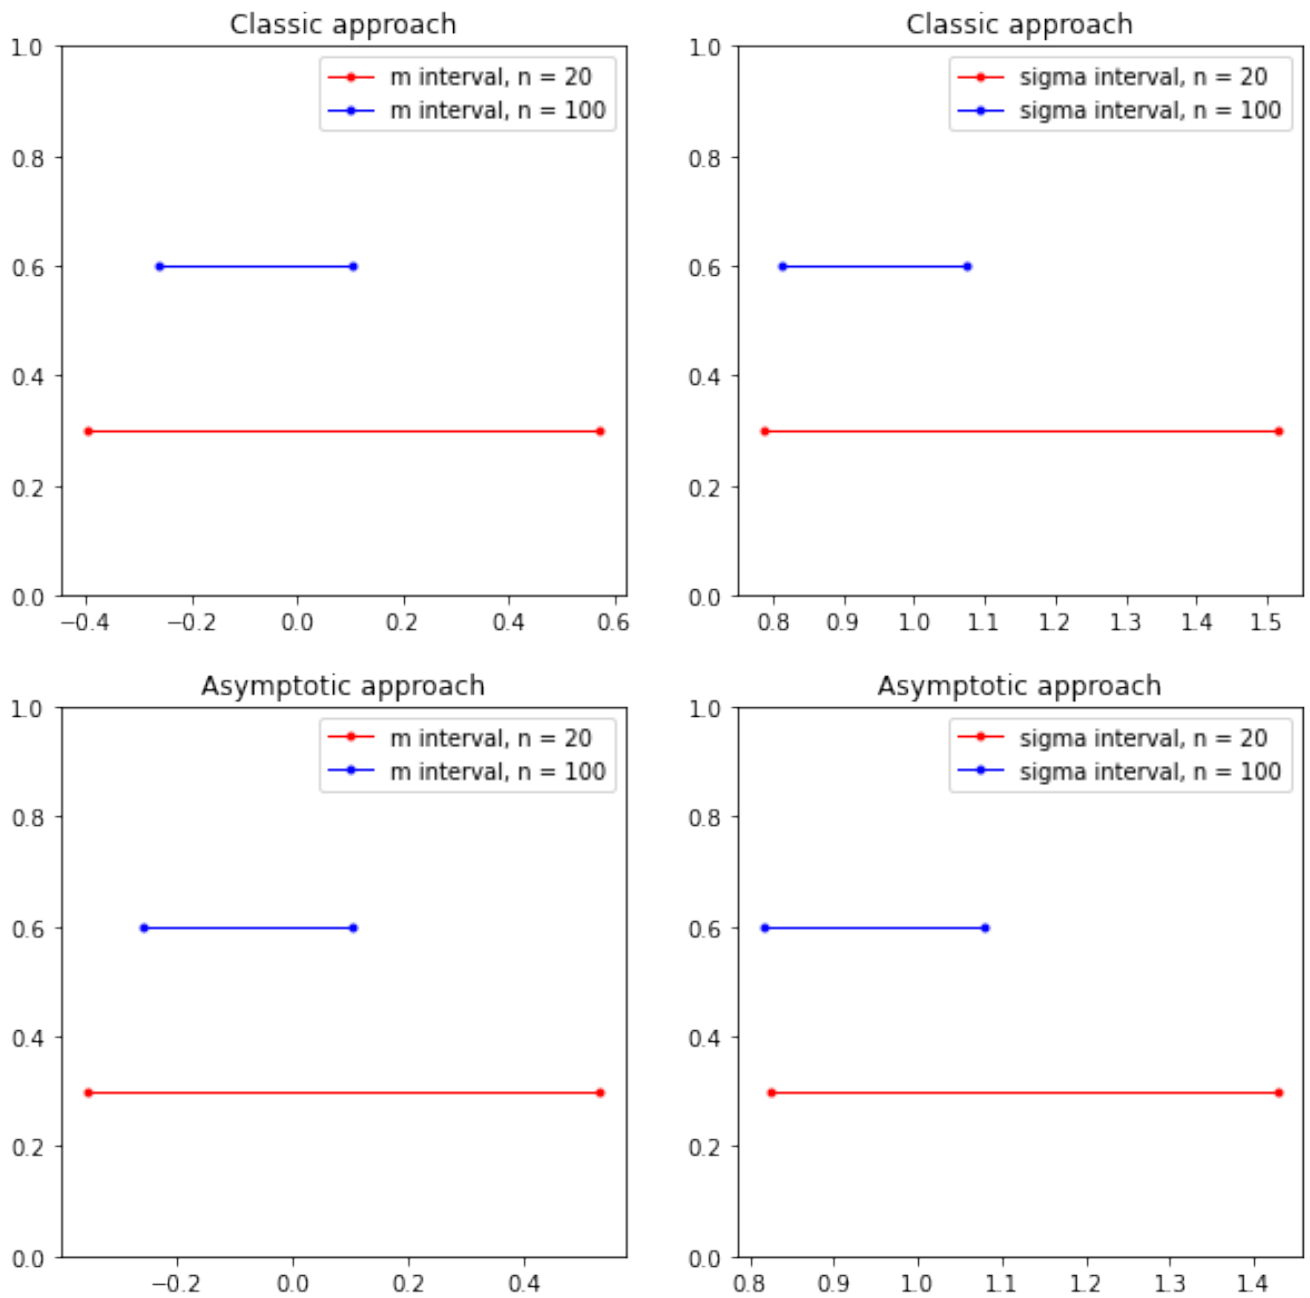 Classic approach
1.0
0.8
0.6
0.4
0.2
0.0
m interval, n = 20
m interval, n = 100
−0.4 −0.2 0.0 0.2 0.4 0.6
Classic approach
1.0
0.8
0.6
0.4
0.2
0.0
sigma interval, n = 20
sigma interval, n = 100
0.8 0.9 1.0 1.1 1.2 1.3 1.4 1.5
Asymptotic approach
1.0
0.8
0.6
0.4
0.2
0.0
m interval, n = 20
m interval, n = 100
−0.2 0.0 0.2 0.4
Asymptotic approach
1.0
0.8
0.6
0.4
0.2
0.0
sigma interval, n = 20
sigma interval, n = 100
0.8 0.9 1.0 1.1 1.2 1.3 1.4